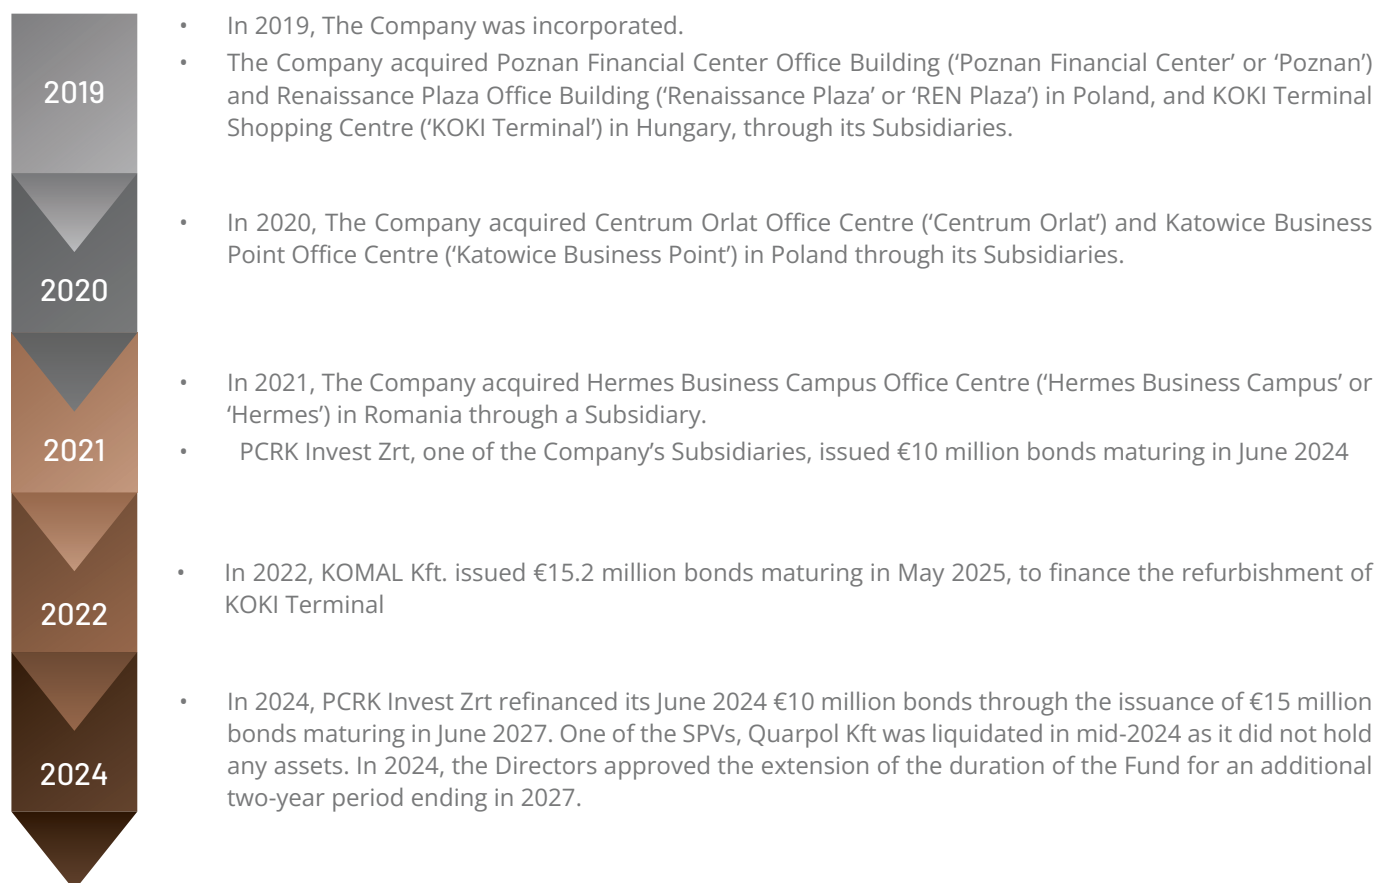 2019
• In 2019, The Company was incorporated.
• The Company acquired Poznan Financial Center Office Building (‘Poznan Financial Center’ or ‘Poznan’)
and Renaissance Plaza Office Building (‘Renaissance Plaza’ or ‘REN Plaza’) in Poland, and KOKI Terminal
Shopping Centre (‘KOKI Terminal’) in Hungary, through its Subsidiaries.
2020
• In 2020, The Company acquired Centrum Orlat Office Centre (‘Centrum Orlat’) and Katowice Business
Point Office Centre (‘Katowice Business Point’) in Poland through its Subsidiaries.
2021
• In 2021, The Company acquired Hermes Business Campus Office Centre (‘Hermes Business Campus’ or
‘Hermes’) in Romania through a Subsidiary.
• PCRK Invest Zrt, one of the Company’s Subsidiaries, issued €10 million bonds maturing in June 2024
2022
• In 2022, KOMAL Kft. issued €15.2 million bonds maturing in May 2025, to finance the refurbishment of
KOKI Terminal
2024
• In 2024, PCRK Invest Zrt refinanced its June 2024 €10 million bonds through the issuance of €15 million
bonds maturing in June 2027. One of the SPVs, Quarpol Kft was liquidated in mid-2024 as it did not hold
any assets. In 2024, the Directors approved the extension of the duration of the Fund for an additional
two-year period ending in 2027.